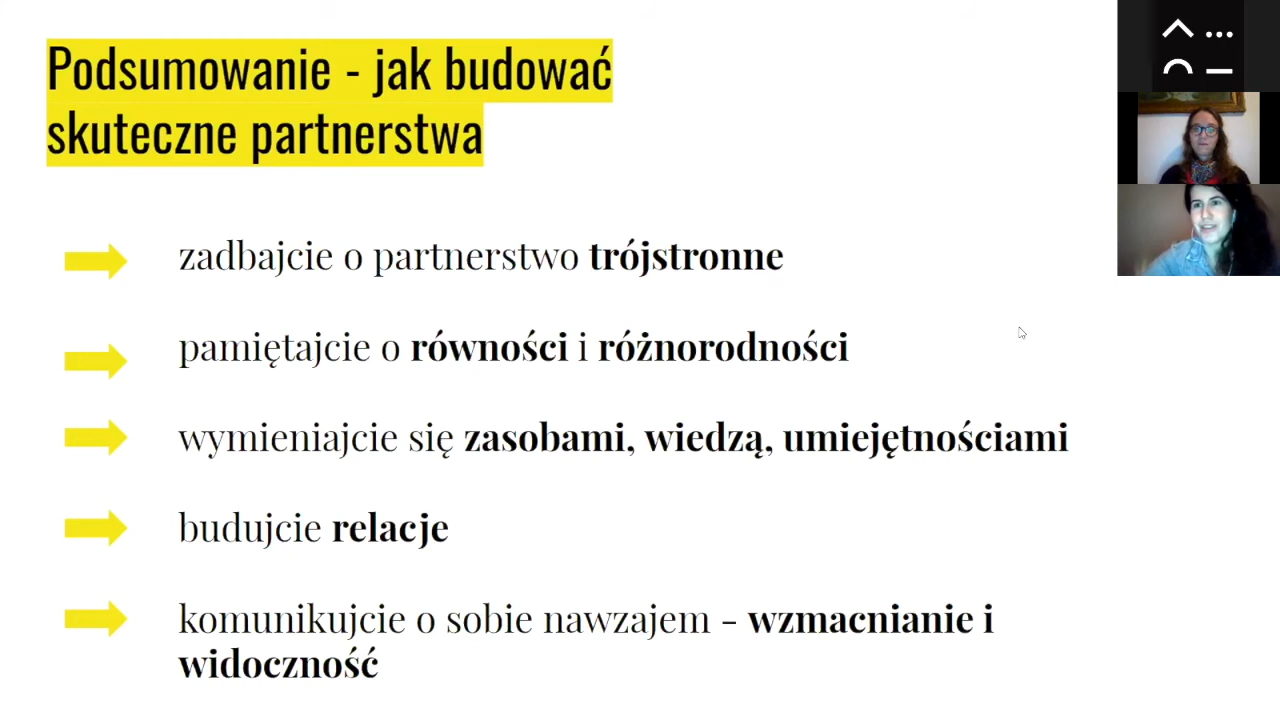 Podsumowanie - jak budować
skuteczne partnerstwa
zadbajcie o partnerstwo trójstronne
pamiętajcie o równości i różnorodności
wymieniajcie się zasobami, wiedzą, umiejętnościami
budujcie relacje
komunikujcie o sobie nawzajem - wzmacnianie i
widoczność